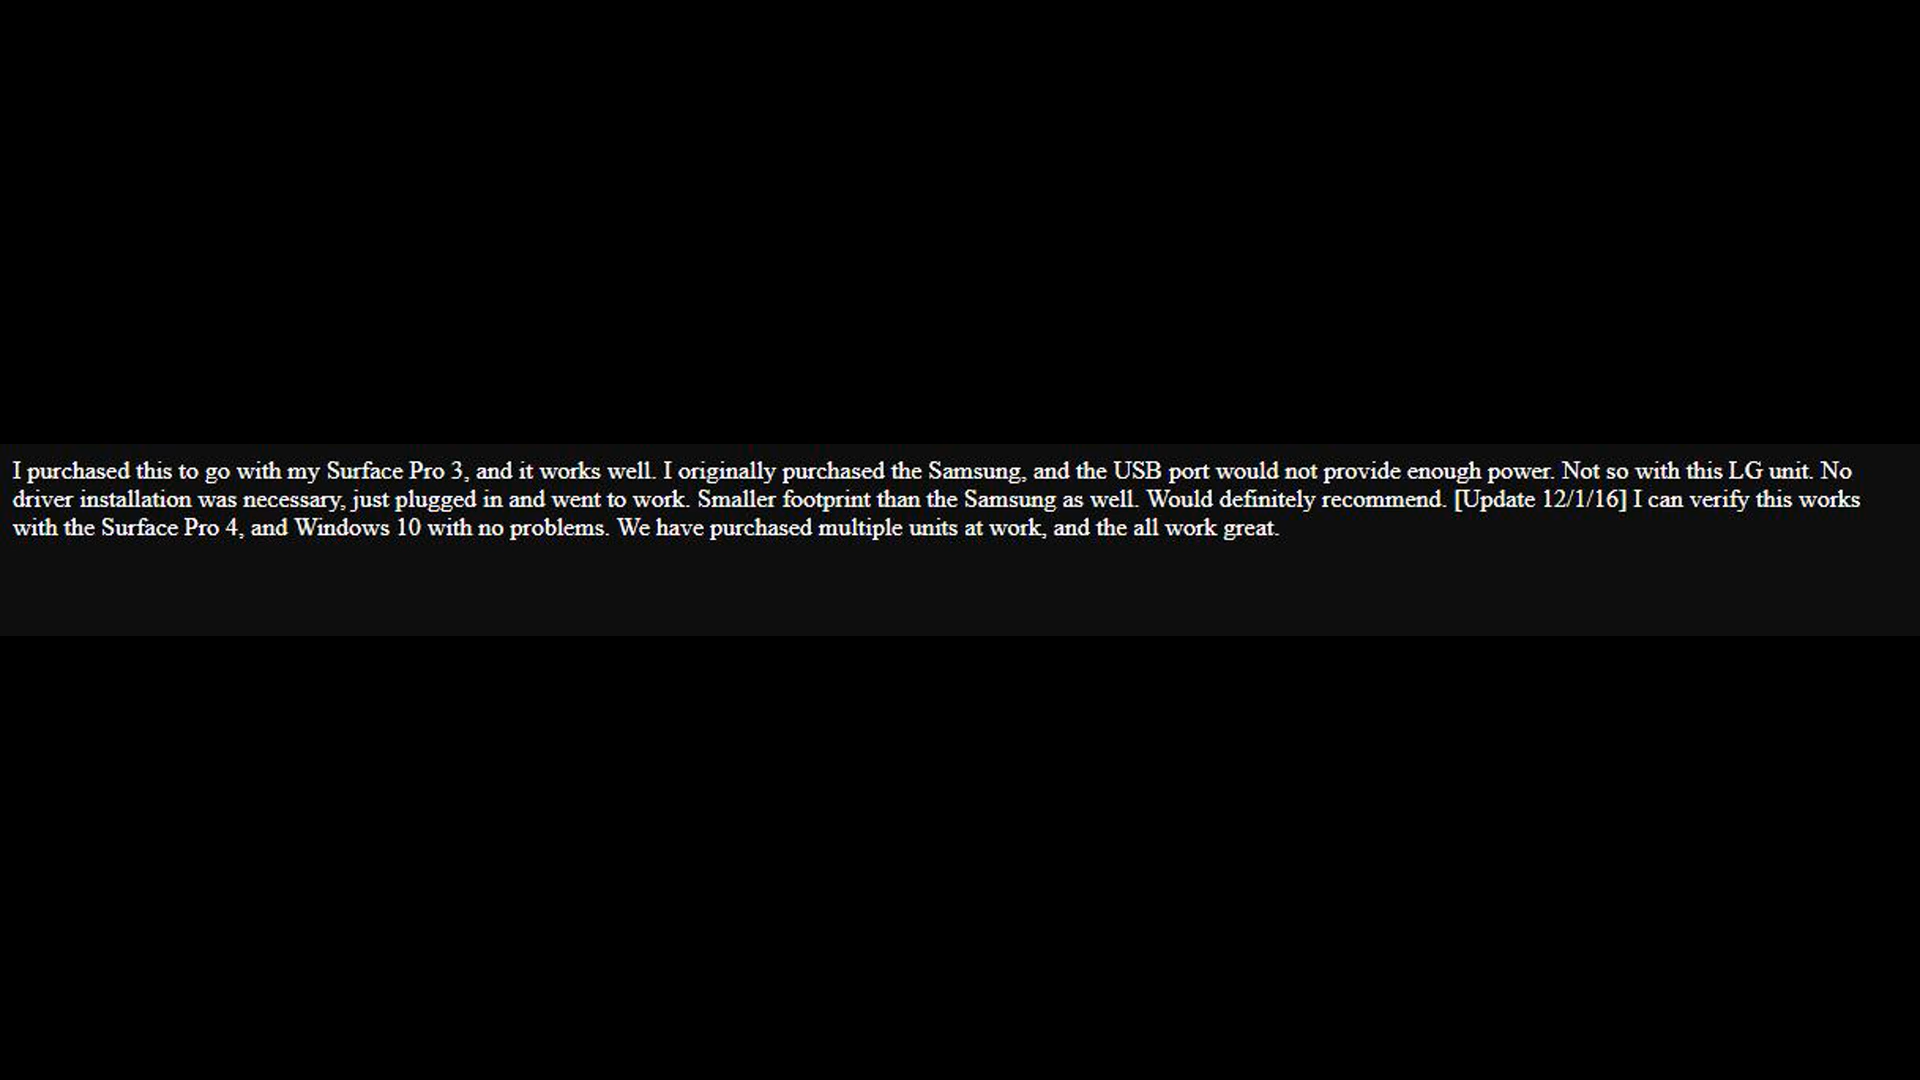 I purchased this to go with my Surface Pro 3, and it works well. I originally purchased the Samsung, and the USB port would not provide enough power. Not so with this LG unit. No
driver installation was necessary, just plugged in and went to work. Smaller footprint than the Samsung as well. Would definitely recommend. [Update 12/1/16] I can verify this works
with the Surface Pro 4, and Windows 10 with no problems. We have purchased multiple units at work, and the all work great.